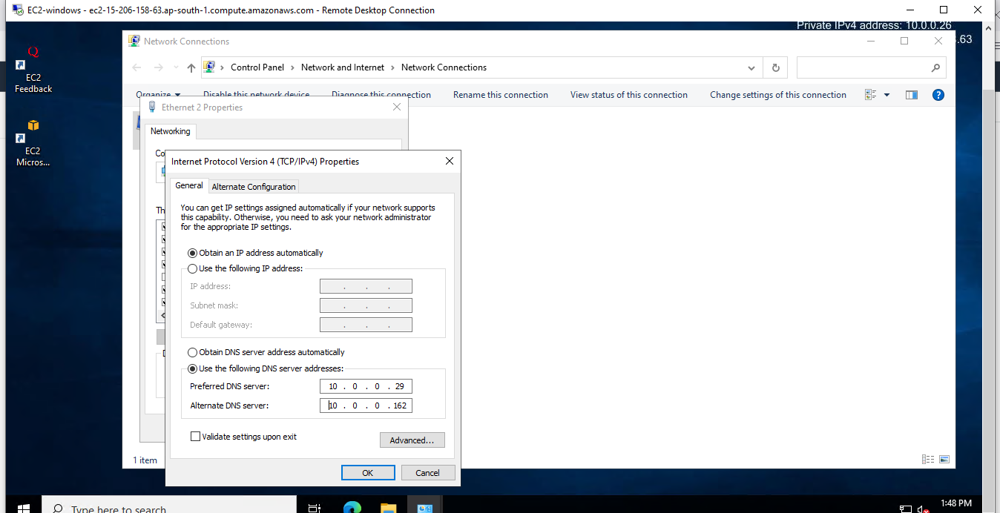 EC2-windows - ec2-15-206-158-63.ap-south-1.compute.amazonaws.com - Remote Desktop Connection
Private IPv4 address: 10.0.0.26
.63
Network Connections
Control Panel > Network and Internet > Network Connections
Organize Disable this network device Diagnose this connection Rename this connection View status of this connection Change settings of this connection
EC2
Feedback
EC2
Micros...
Ethernet 2 Properties
Networking
Internet Protocol Version 4 (TCP/IPv4) Properties
General Alternate Configuration
You can get IP settings assigned automatically if your network supports
this capability. Otherwise, you need to ask your network administrator
for the appropriate IP settings.
Obtain an IP address automatically
Use the following IP address:
IP address: . . .
Subnet mask: . . .
Default gateway: . . .
Obtain DNS server address automatically
Use the following DNS server addresses:
Preferred DNS server: 10 . 0 . 0 . 29
Alternate DNS server: 10 . 0 . 0 . 162
Validate settings upon exit
Advanced...
OK Cancel
1 item
Type here to search
1:48 PM